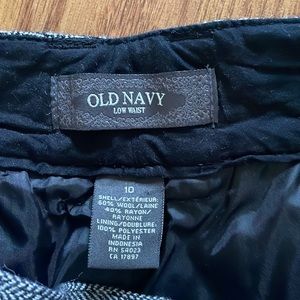 OLD NAVY
LOW WAIST
10
SHELL/EXTÉRIEUR:
60% WOOL/LAINE
40% RAYON/
RAYONNE
LINING/DOUBLURE:
100% POLYESTER
MADE IN
INDONESIA
RN 54023
CA 17897